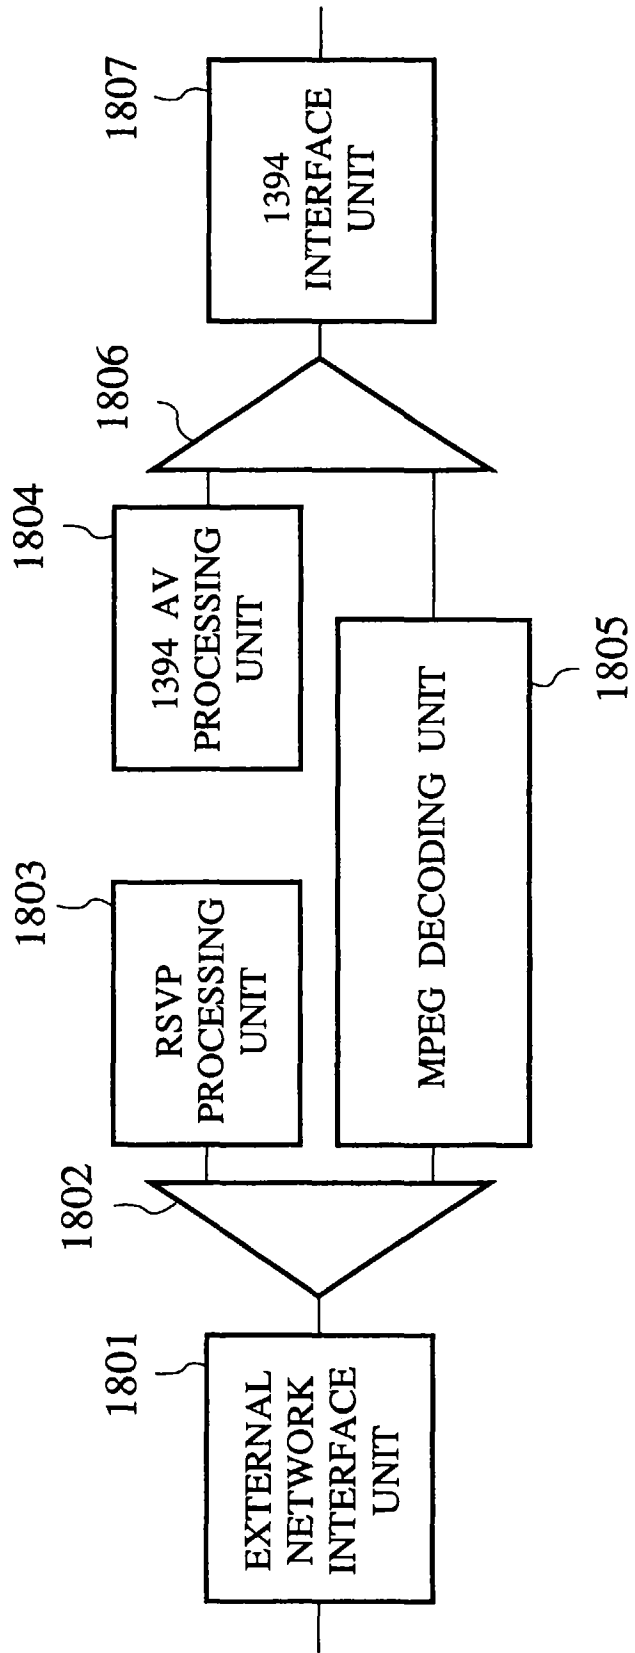 1801
EXTERNAL
NETWORK
INTERFACE
UNIT
1802
1803
RSVP
PROCESSING
UNIT
1804
1394 AV
PROCESSING
UNIT
MPEG DECODING UNIT
1805
1806
1807
1394
INTERFACE
UNIT